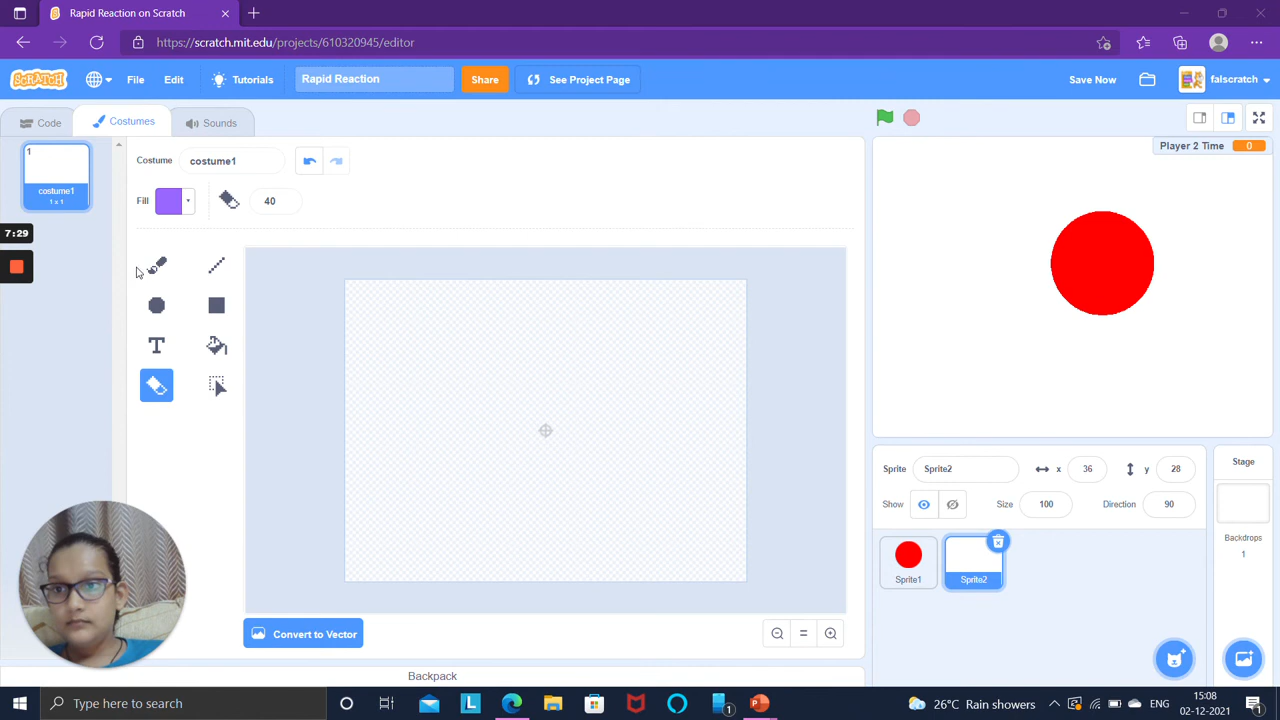 Rapid Reaction on Scratch
https://scratch.mit.edu/projects/610320945/editor
SCRATCH
File
Edit
Tutorials
Rapid Reaction
Share
See Project Page
Save Now
falscratch
Code
Costumes
Sounds
1
costume1
1 x 1
Costume
costume1
Fill
40
7:29
T
Convert to Vector
Backpack
Player 2 Time
0
Sprite
Sprite2
x
36
y
28
Show
Size
100
Direction
90
Sprite1
Sprite2
Stage
Backdrops
1
Type here to search
L
1
26°C Rain showers
ENG
15:08
02-12-2021
1